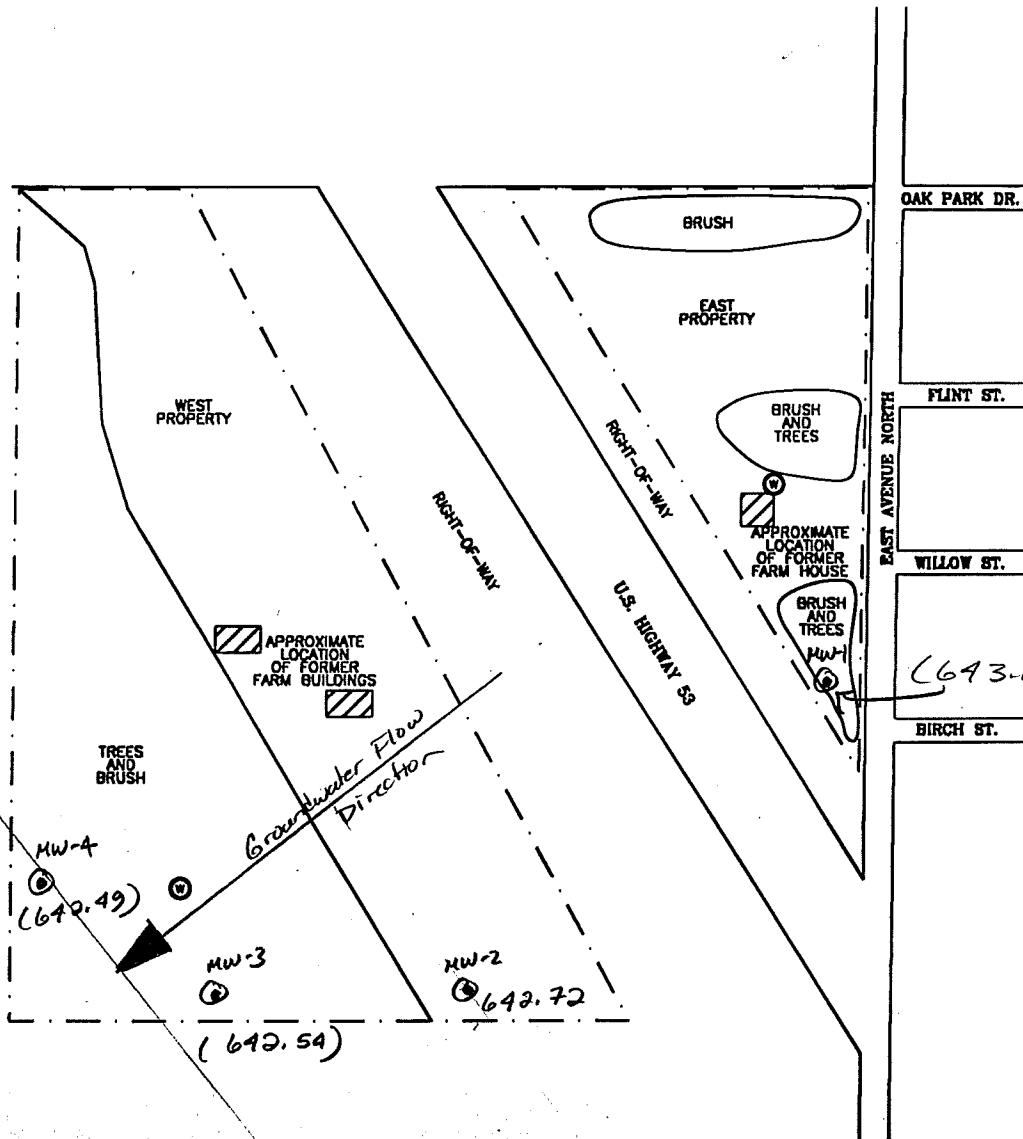 OAK PARK DR.
BRUSH
EAST
PROPERTY
WEST
PROPERTY
FLINT ST.
BRUSH
AND
TREES
EAST AVENUE NORTH
RIGHT-OF-WAY
RIGHT-OF-WAY
W
APPROXIMATE
LOCATION
OF FORMER
FARM HOUSE
WILLOW ST.
U.S. HIGHWAY 53
BRUSH
AND
TREES
MW-1
(643.
BIRCH ST.
APPROXIMATE
LOCATION
OF FORMER
FARM BUILDINGS
Groundwater Flow
Direction
TREES
AND
BRUSH
MW-4
(642.49)
W
MW-3
(642.54)
MW-2
642.72